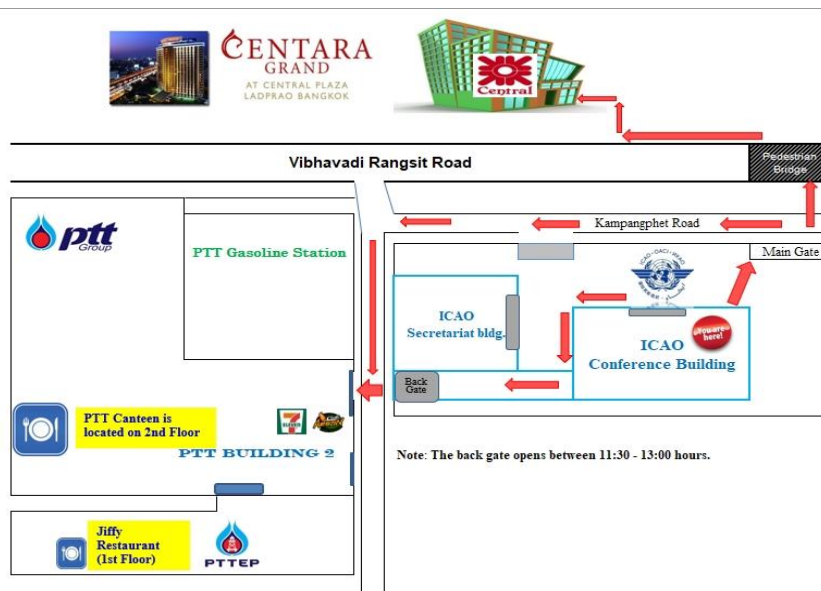 CENTARA
GRAND
AT CENTRAL PLAZA
LADPRAO BANGKOK
Central
Vibhavadi Rangsit Road
Pedestrian
Bridge
Kampangphet Road
Main Gate
ptt
Group
PTT Gasoline Station
ICAO
Secretariat bldg.
You are
here!
ICAO
Conference Building
Back
Gate
PTT Canteen is
located on 2nd Floor
7
ELEVEN
PTT BUILDING 2
Note: The back gate opens between 11:30 - 13:00 hours.
Jiffy
Restaurant
(1st Floor)
PTTEP